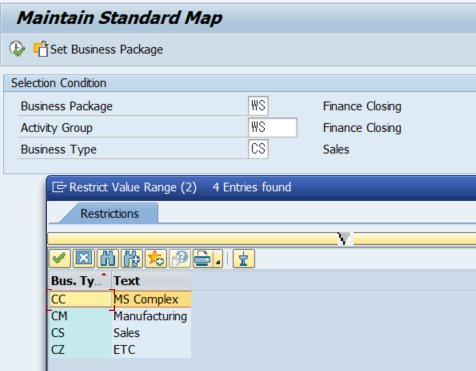 Maintain Standard Map
Set Business Package
Selection Condition
Business Package WS Finance Closing
Activity Group WS Finance Closing
Business Type CS Sales
Restrict Value Range (2) 4 Entries found
Restrictions
Bus. Ty... Text
CC MS Complex
CM Manufacturing
CS Sales
CZ ETC